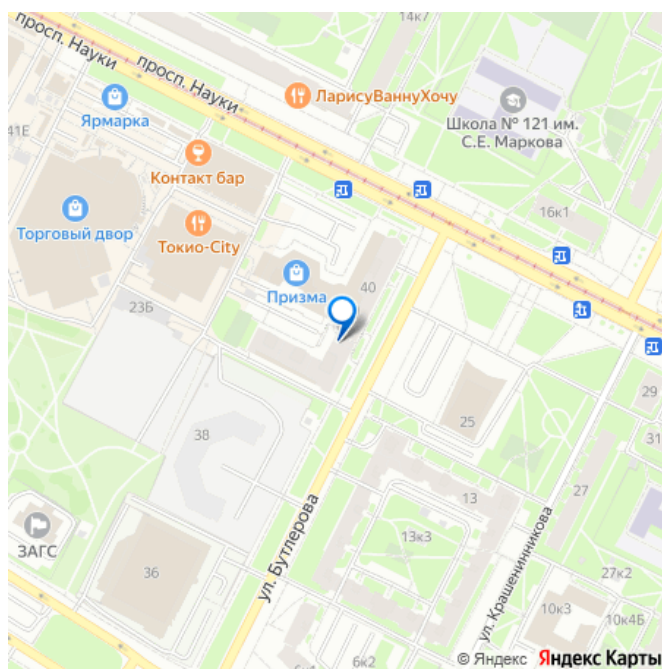 14к7
просп. Науки
просп. Науки
ЛарисуВаннуХочу
Школа № 121 им.
С.Е. Маркова
41Е
Ярмарка
Контакт бар
16к1
Торговый двор
Токио-City
Призма
40
23Б
29
25
31
38
13
27
ул. Крашенинникова
13к3
ул. Бутлерова
ЗАГС
36
27к2
10к3
10к4Б
6к2
© Яндекс Яндекс Карты